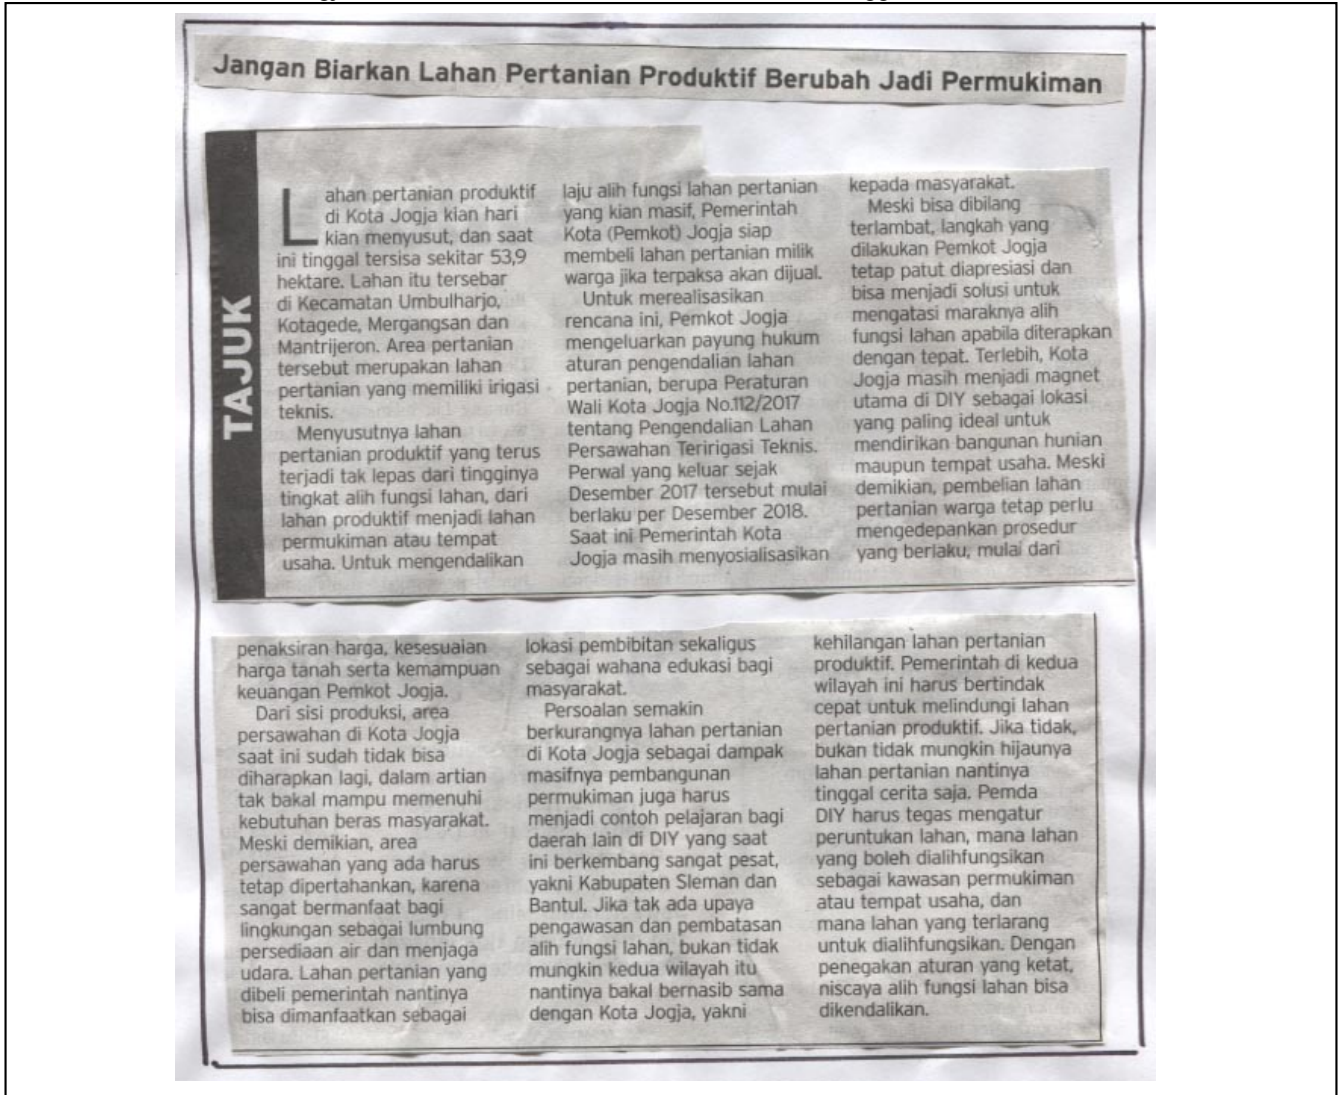 Jangan Biarkan Lahan Pertanian Produktif Berubah Jadi Permukiman
TAJUK
Lahan pertanian produktif
di Kota Jogja kian hari
kian menyusut, dan saat
ini tinggal tersisa sekitar 53,9
hektare. Lahan itu tersebar
di Kecamatan Umbulharjo,
Kotagede, Mergangsan dan
Mantrijeron. Area pertanian
tersebut merupakan lahan
pertanian yang memiliki irigasi
teknis.
Menyusutnya lahan
pertanian produktif yang terus
terjadi tak lepas dari tingginya
tingkat alih fungsi lahan, dari
lahan produktif menjadi lahan
permukiman atau tempat
usaha. Untuk mengendalikan
laju alih fungsi lahan pertanian
yang kian masif, Pemerintah
Kota (Pemkot) Jogja siap
membeli lahan pertanian milik
warga jika terpaksa akan dijual.
Untuk merealisasikan
rencana ini, Pemkot Jogja
mengeluarkan payung hukum
aturan pengendalian lahan
pertanian, berupa Peraturan
Wali Kota Jogja No.112/2017
tentang Pengendalian Lahan
Persawahan Teririgasi Teknis.
Perwal yang keluar sejak
Desember 2017 tersebut mulai
berlaku per Desember 2018.
Saat ini Pemerintah Kota
Jogja masih menyosialisasikan
kepada masyarakat.
Meski bisa dibilang
terlambat, langkah yang
dilakukan Pemkot Jogja
tetap patut diapresiasi dan
bisa menjadi solusi untuk
mengatasi maraknya alih
fungsi lahan apabila diterapkan
dengan tepat. Terlebih, Kota
Jogja masih menjadi magnet
utama di DIY sebagai lokasi
yang paling ideal untuk
mendirikan bangunan hunian
maupun tempat usaha. Meski
demikian, pembelian lahan
pertanian warga tetap perlu
mengedepankan prosedur
yang berlaku, mulai dari
penaksiran harga, kesesuaian
harga tanah serta kemampuan
keuangan Pemkot Jogja.
Dari sisi produksi, area
persawahan di Kota Jogja
saat ini sudah tidak bisa
diharapkan lagi, dalam artian
tak bakal mampu memenuhi
kebutuhan beras masyarakat.
Meski demikian, area
persawahan yang ada harus
tetap dipertahankan, karena
sangat bermanfaat bagi
lingkungan sebagai lumbung
persediaan air dan menjaga
udara. Lahan pertanian yang
dibeli pemerintah nantinya
bisa dimanfaatkan sebagai
lokasi pembibitan sekaligus
sebagai wahana edukasi bagi
masyarakat.
Persoalan semakin
berkurangnya lahan pertanian
di Kota Jogja sebagai dampak
masifnya pembangunan
permukiman juga harus
menjadi contoh pelajaran bagi
daerah lain di DIY yang saat
ini berkembang sangat pesat,
yakni Kabupaten Sleman dan
Bantul. Jika tak ada upaya
pengawasan dan pembatasan
alih fungsi lahan, bukan tidak
mungkin kedua wilayah itu
nantinya bakal bernasib sama
dengan Kota Jogja, yakni
kehilangan lahan pertanian
produktif. Pemerintah di kedua
wilayah ini harus bertindak
cepat untuk melindungi lahan
pertanian produktif. Jika tidak,
bukan tidak mungkin hijaunya
lahan pertanian nantinya
tinggal cerita saja. Pemda
DIY harus tegas mengatur
peruntukan lahan, mana lahan
yang boleh dialihfungsikan
sebagai kawasan permukiman
atau tempat usaha, dan
mana lahan yang terlarang
untuk dialihfungsikan. Dengan
penegakan aturan yang ketat,
niscaya alih fungsi lahan bisa
dikendalikan.